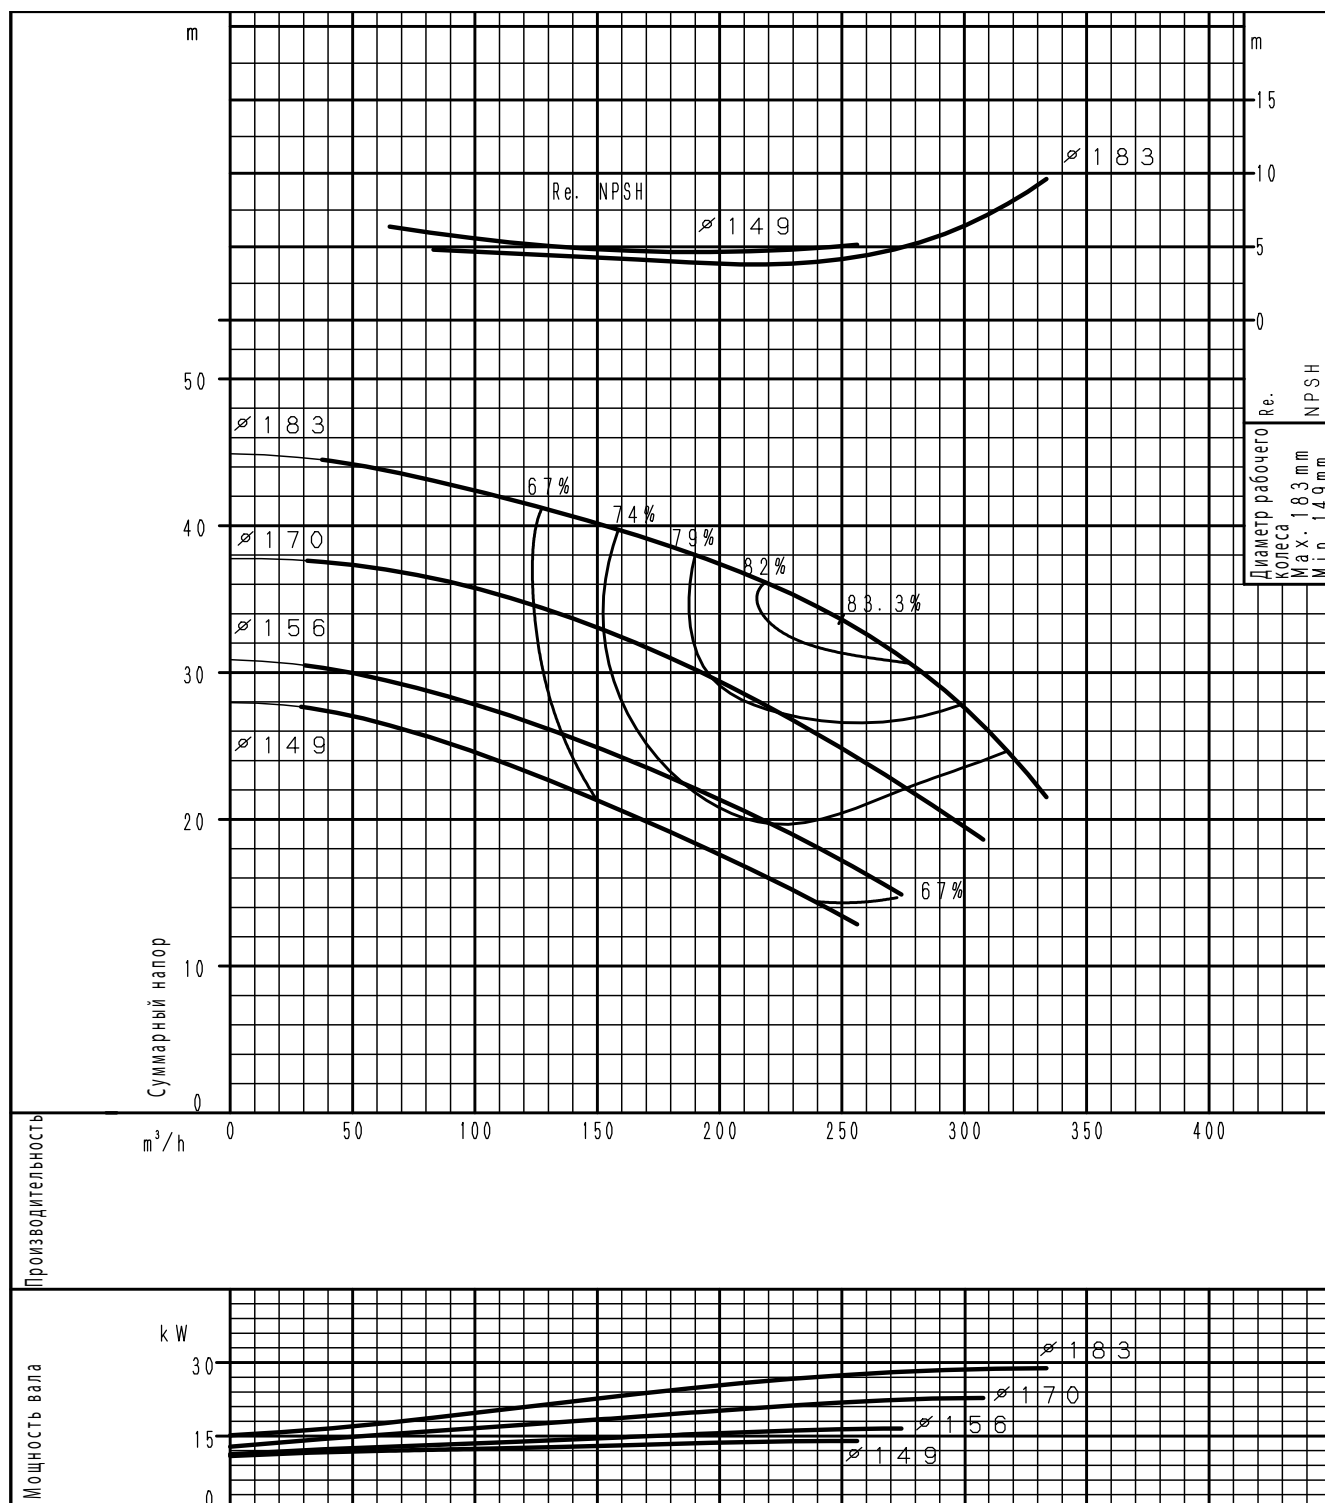 m
m
15
⌀ 183
10
Re. NPSH
⌀ 149
5
0
Re. NPSH
50
⌀ 183
Диаметр рабочего колеса
Max. 183mm
Min 149mm
67%
74%
40
⌀ 170
79%
82%
83.3%
⌀ 156
30
⌀ 149
20
67%
Суммарный напор
10
0
Производительность
m³/h
0 50 100 150 200 250 300 350 400
kW
⌀ 183
30
⌀ 170
⌀ 156
15
⌀ 149
Мощность вала
0